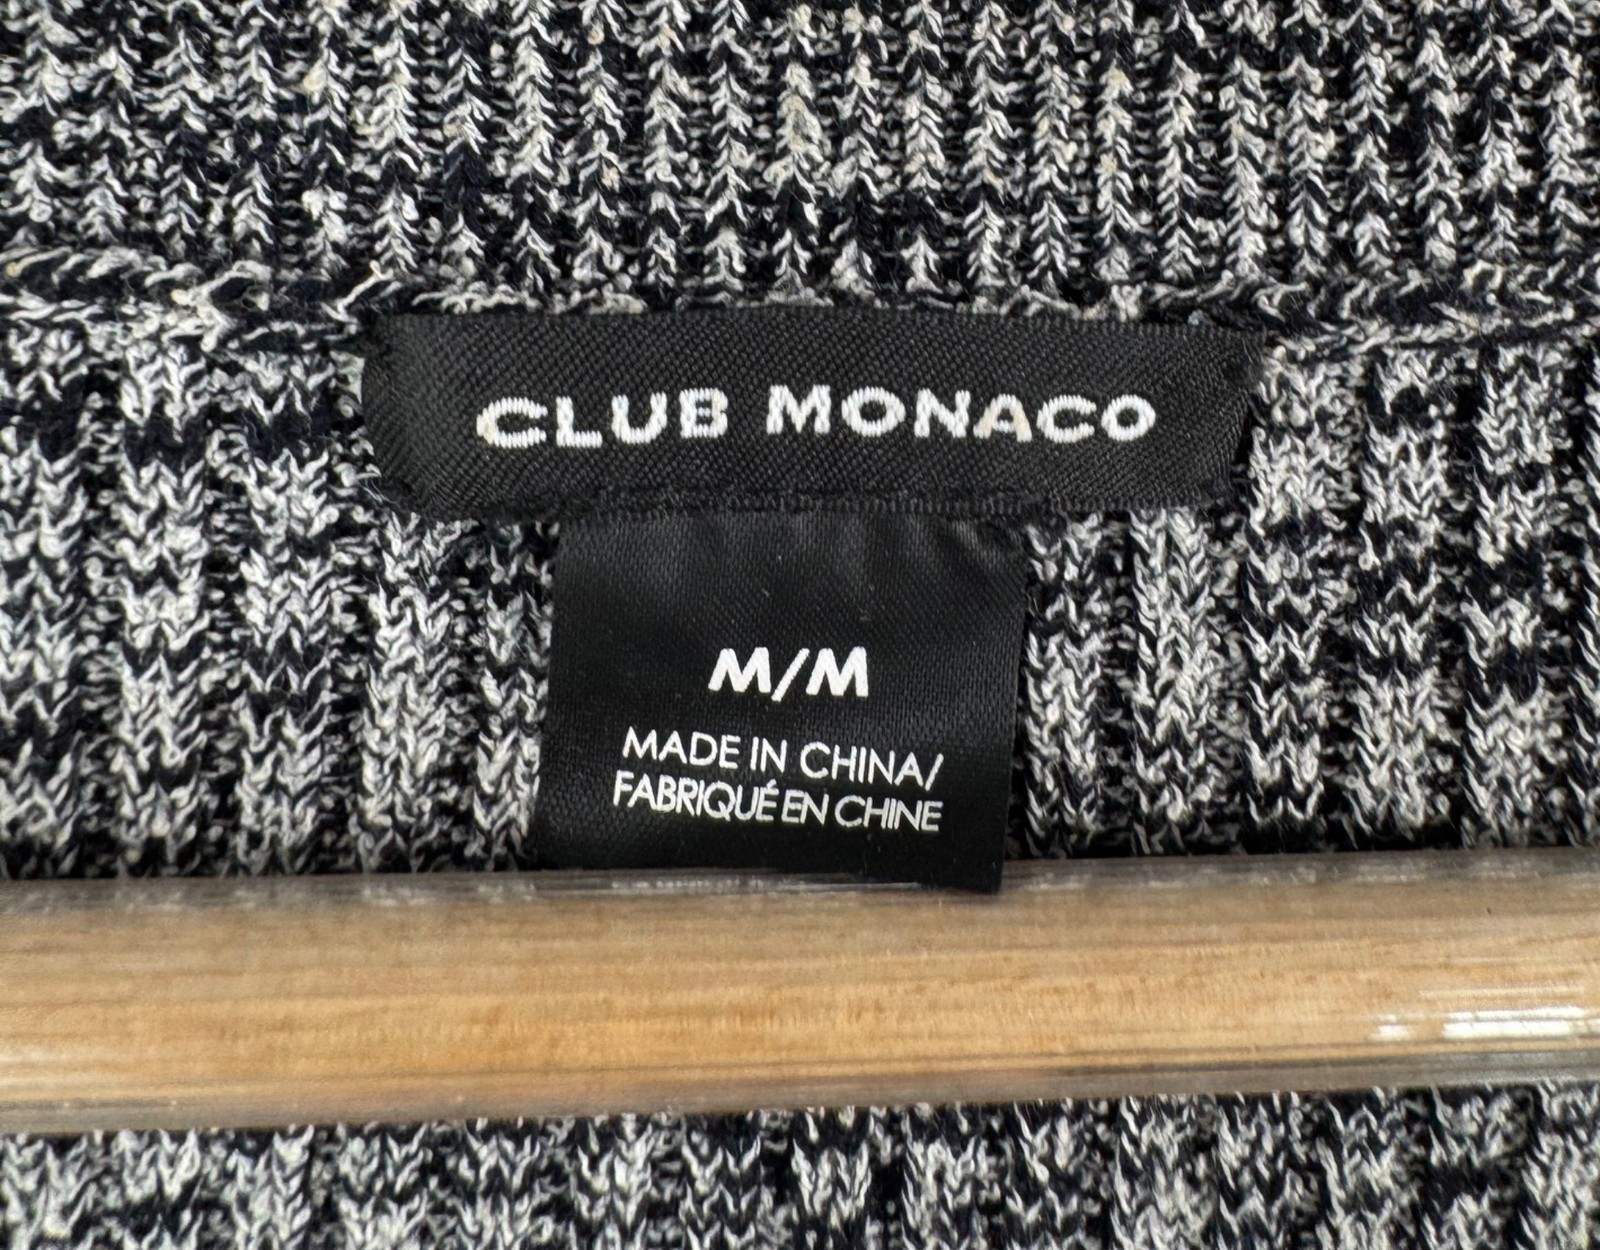 CLUB MONACO
M/M
MADE IN CHINA/
FABRIQUÉ EN CHINE